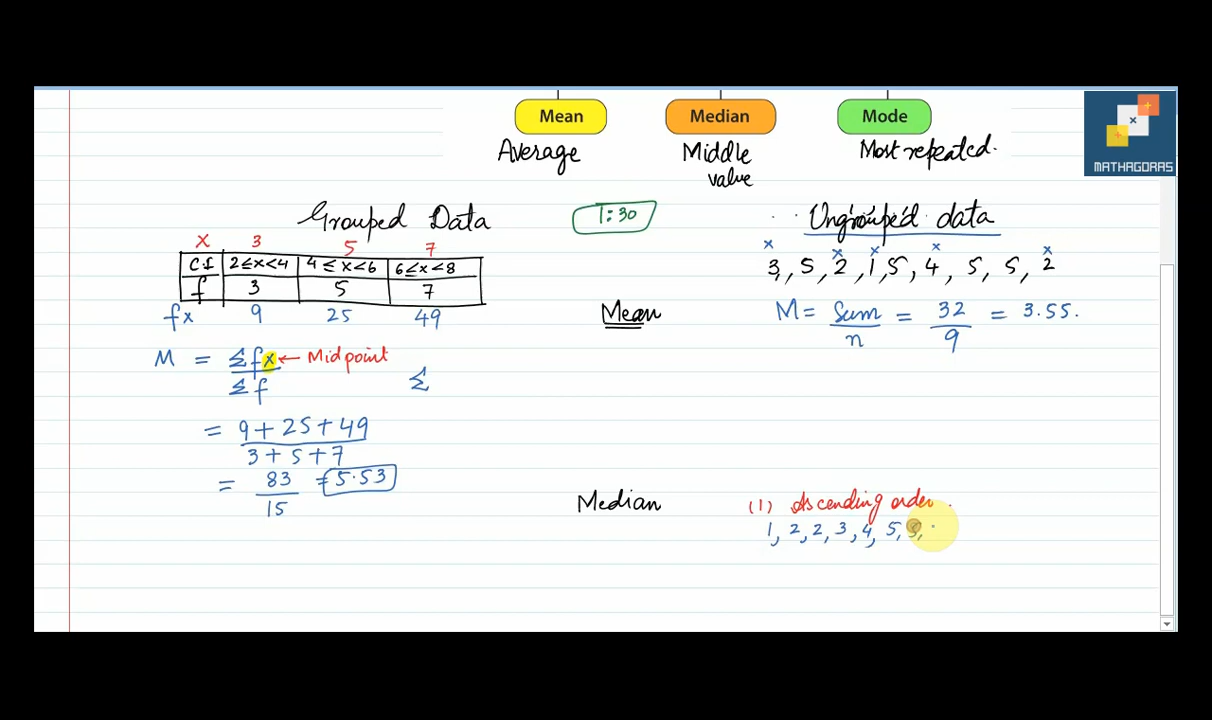 Mean Median Mode
Average Middle value Most repeated.
MATHAGORAS
Grouped Data 1:30 Ungrouped data
x 3 5 7
C.I 2≤x<4 4≤x<6 6≤x<8
f 3 5 7
fx 9 25 49
3, 5, 2, 1, 5, 4, 5, 5, 2
Mean
M = Sum/n = 32/9 = 3.55.
M = Σfx/Σf ← Midpoint
Σ
= 9+25+49/3+5+7
= 83/15 = 5.53
Median
(1) Ascending order.
1, 2, 2, 3, 4, 5, 5,